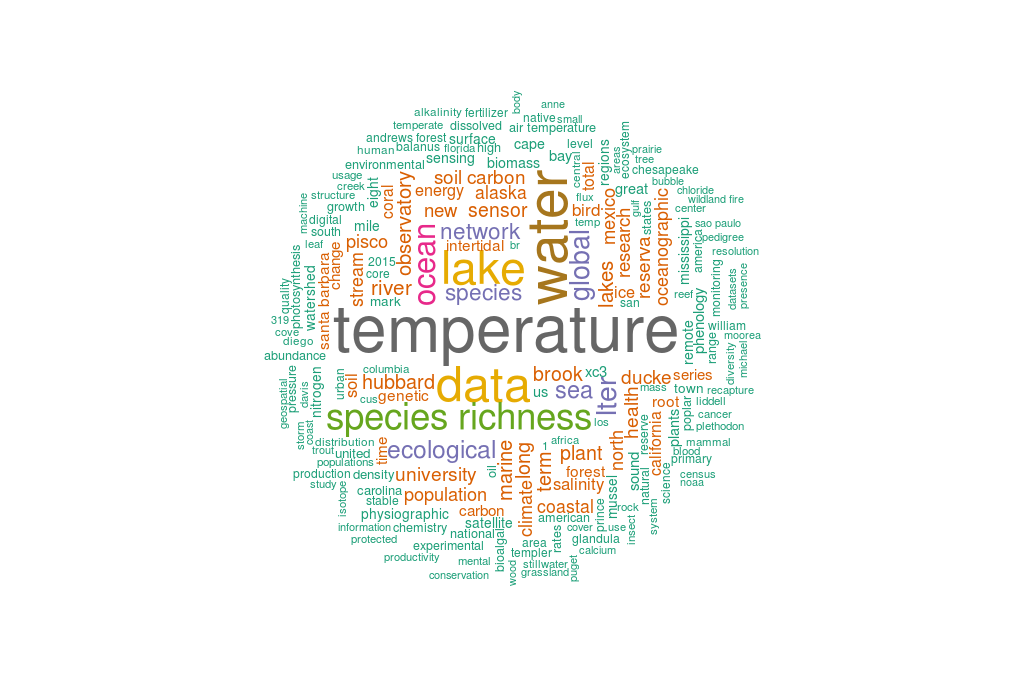 body
anne
alkalinity
fertilizer
native
small
temperate
dissolved
air temperature
andrews
forest
surface
cape
level
human
balanus
florida
high
bay
central
regions
areas
ecosystem
prairie
tree
environmental
sensing
biomass
chesapeake
usage
creek
eight
coral
observatory
soil
carbon
water
total
great
bubble
structure
energy
alaska
flux
chloride
wildland fire
machine
growth
new
sensor
bird
temp
mexico
gulf
states
oceanographic
center
digital
south
mile
ocean
network
global
research
mississippi
sao paulo
leaf
pisco
intertidal
br
reserva
america
pedigree
resolution
photosynthesis
change
stream
2015
core
lake
lakes
monitoring
datasets
presence
quality
watershed
santa barbara
river
mark
species
ice
san
reef
phenology
319
cove
diego
temperature
remote
range
william
moorea
diversity
michael
abundance
columbia
brook
xc3
ducke
series
geospatial
pressure
davis
nitrogen
urban
soil
hubbard
data
us
sea
lter
mass
town
recapture
cus
genetic
health
root
poplar
liddell
storm
coast
species richness
los
california
plants
cancer
plethodon
distribution
trout
united
time
ecological
marine
long
1
africa
plant
north
reserve
mammal
blood
populations
term
sound
primary
production
density
university
oil
forest
salinity
mussel
natural
science
census
noaa
study
isotope
carolina
stable
population
climate
coastal
prince
rock
system
physiographic
carbon
satellite
american
information
chemistry
national
cover
use
insect
protected
experimental
bioalgal
area
rates
glandula
productivity
mental
templer
calcium
conservation
wood
stillwater
grassland
puget